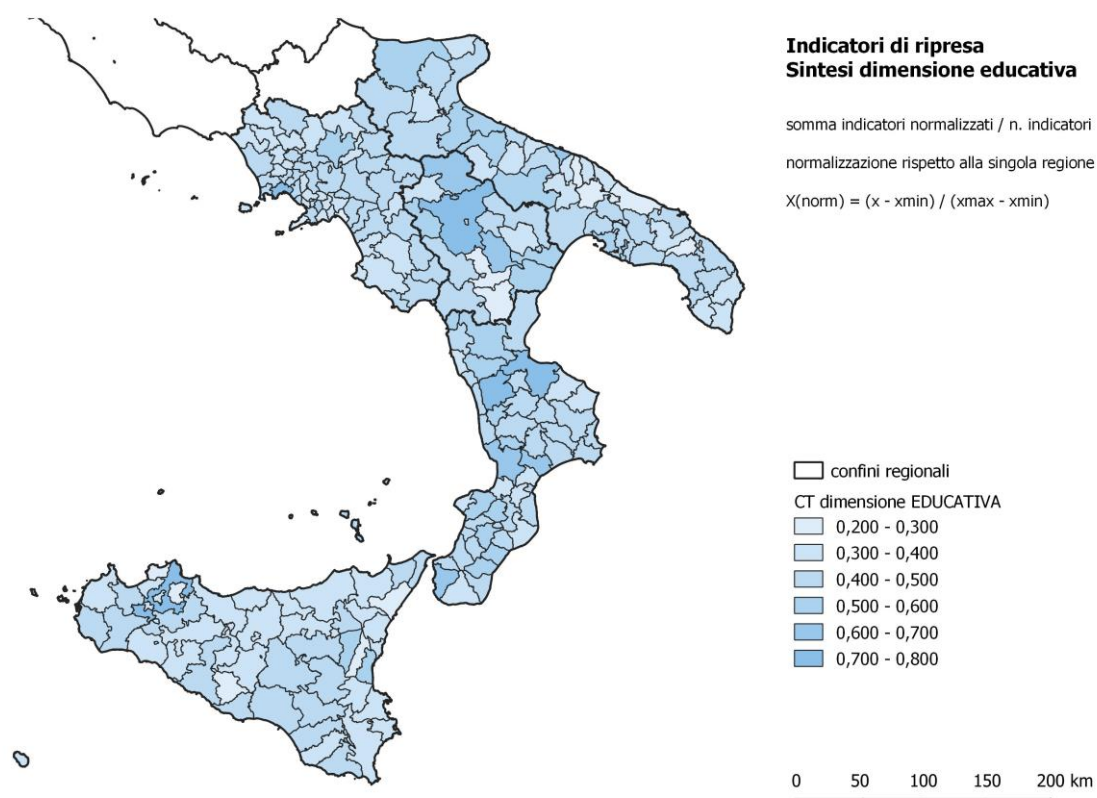 Indicatori di ripresa
Sintesi dimensione educativa
somma indicatori normalizzati / n. indicatori
normalizzazione rispetto alla singola regione
X(norm) = (x - xmin) / (xmax - xmin)
confini regionali
CT dimensione EDUCATIVA
0,200 - 0,300
0,300 - 0,400
0,400 - 0,500
0,500 - 0,600
0,600 - 0,700
0,700 - 0,800
0 50 100 150 200 km